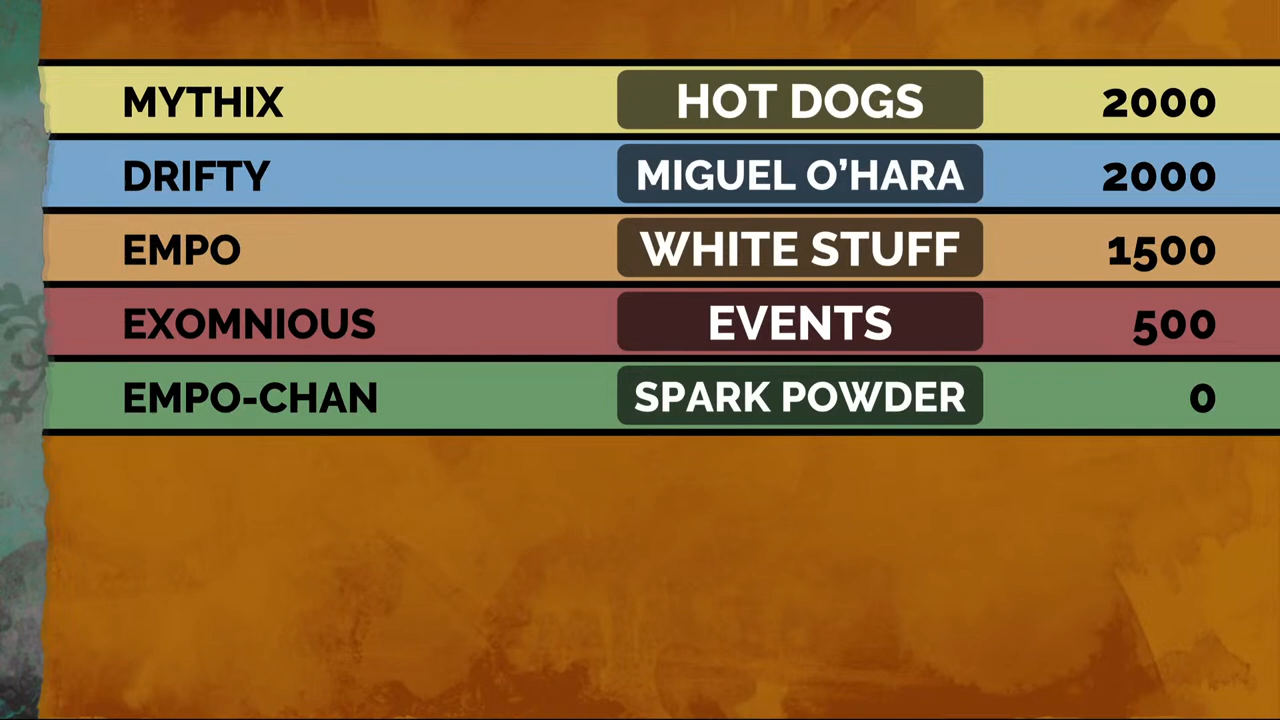 MYTHIX HOT DOGS 2000
DRIFTY MIGUEL O'HARA 2000
EMPO WHITE STUFF 1500
EXOMNIOUS EVENTS 500
EMPO-CHAN SPARK POWDER 0